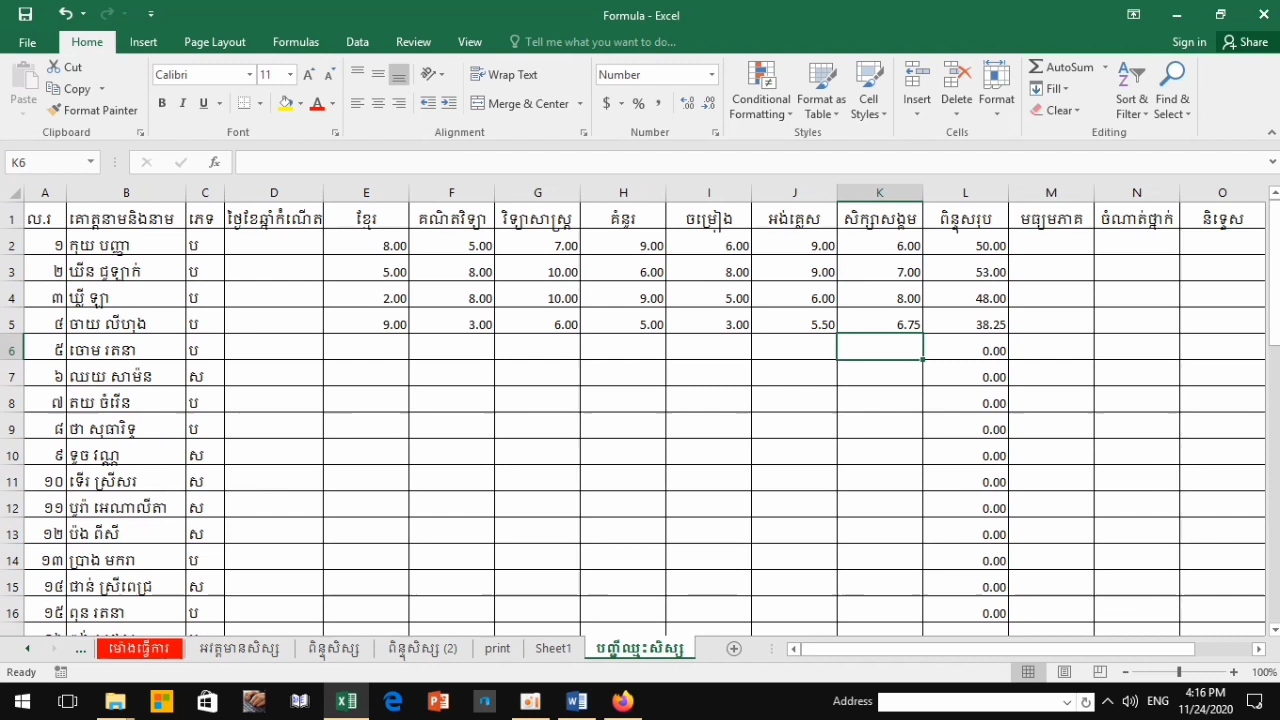 Formula - Excel
File Home Insert Page Layout Formulas Data Review View Tell me what you want to do... Sign in Share
Cut
Copy
Format Painter
Paste
Clipboard
Calibri 11
B I U
Font
Wrap Text
Merge & Center
Alignment
Number
$ % ,
Number
Conditional Formatting
Format as Table
Cell Styles
Styles
Insert Delete Format
Cells
AutoSum
Fill
Clear
Sort & Filter
Find & Select
Editing
K6 fx
A B C D E F G H I J K L M N O
1 ល.រ គោត្តនាមនិងនាម ភេទ ថ្ងៃខែឆ្នាំកំណើត ខ្មែរ គណិតវិទ្យា វិទ្យាសាស្ត្រ គំនូរ ចម្រៀង អង់គ្លេស សិក្សាសង្គម ពិន្ទុសរុប មធ្យមភាគ ចំណាត់ថ្នាក់ និទ្ទេស
2 ១ កុយ បញ្ញា ប 8.00 5.00 7.00 9.00 6.00 9.00 6.00 50.00
3 ២ ឃីន ជូឡាក់ ប 5.00 8.00 10.00 6.00 8.00 9.00 7.00 53.00
4 ៣ ឃ្លី ឡា ប 2.00 8.00 10.00 9.00 5.00 6.00 8.00 48.00
5 ៤ ចាយ លីហុង ប 9.00 3.00 6.00 5.00 3.00 5.50 6.75 38.25
6 ៥ ចោម រតនា ប 0.00
7 ៦ ឈយ សាម៉ន ស 0.00
8 ៧ តយ ចំរើន ប 0.00
9 ៨ ថា សុធារិទ្ធ ប 0.00
10 ៩ ទូច វណ្ណ ស 0.00
11 ១០ ទើរ ស្រីសរ ស 0.00
12 ១១ បូរ៉ា អេណាលីតា ស 0.00
13 ១២ ប៉ង ពីសី ស 0.00
14 ១៣ ប្រាង មករា ប 0.00
15 ១៤ ផាន់ ស្រីពេជ្រ ស 0.00
16 ១៥ ពុន រតនា ប 0.00
... ម៉ោងធ្វើការ អវត្តមានសិស្ស ពិន្ទុសិស្ស ពិន្ទុសិស្ស (2) print Sheet1 បញ្ជីឈ្មោះសិស្ស
Ready 100%
Address ENG 4:16 PM
11/24/2020